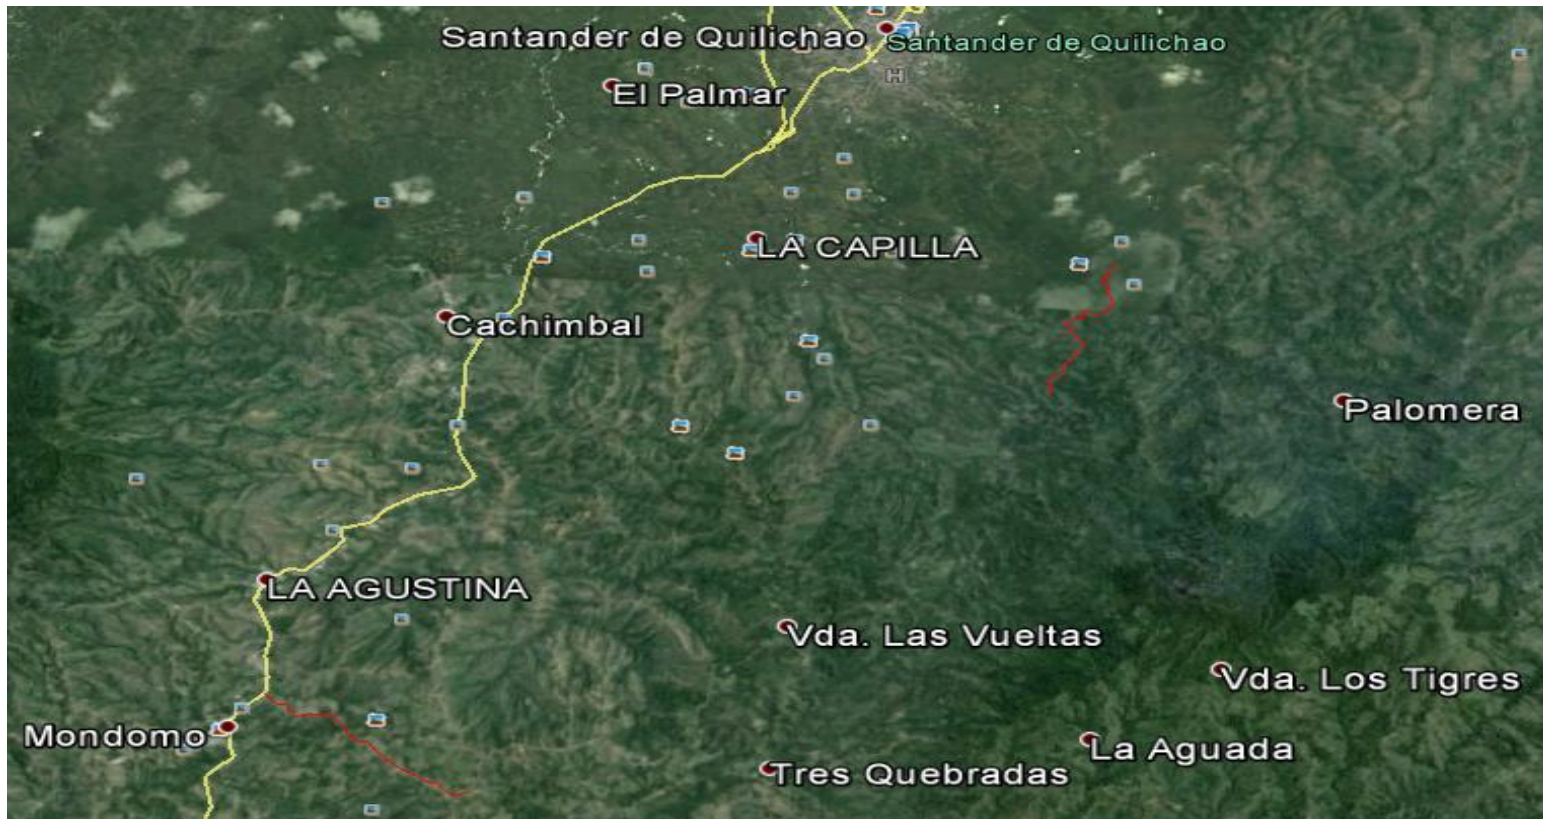 Santander de Quilichao
Santander de Quilichao
H
El Palmar
LA CAPILLA
Cachimbal
Palomera
LA AGUSTINA
Vda. Las Vueltas
Vda. Los Tigres
Mondomo
La Aguada
Tres Quebradas